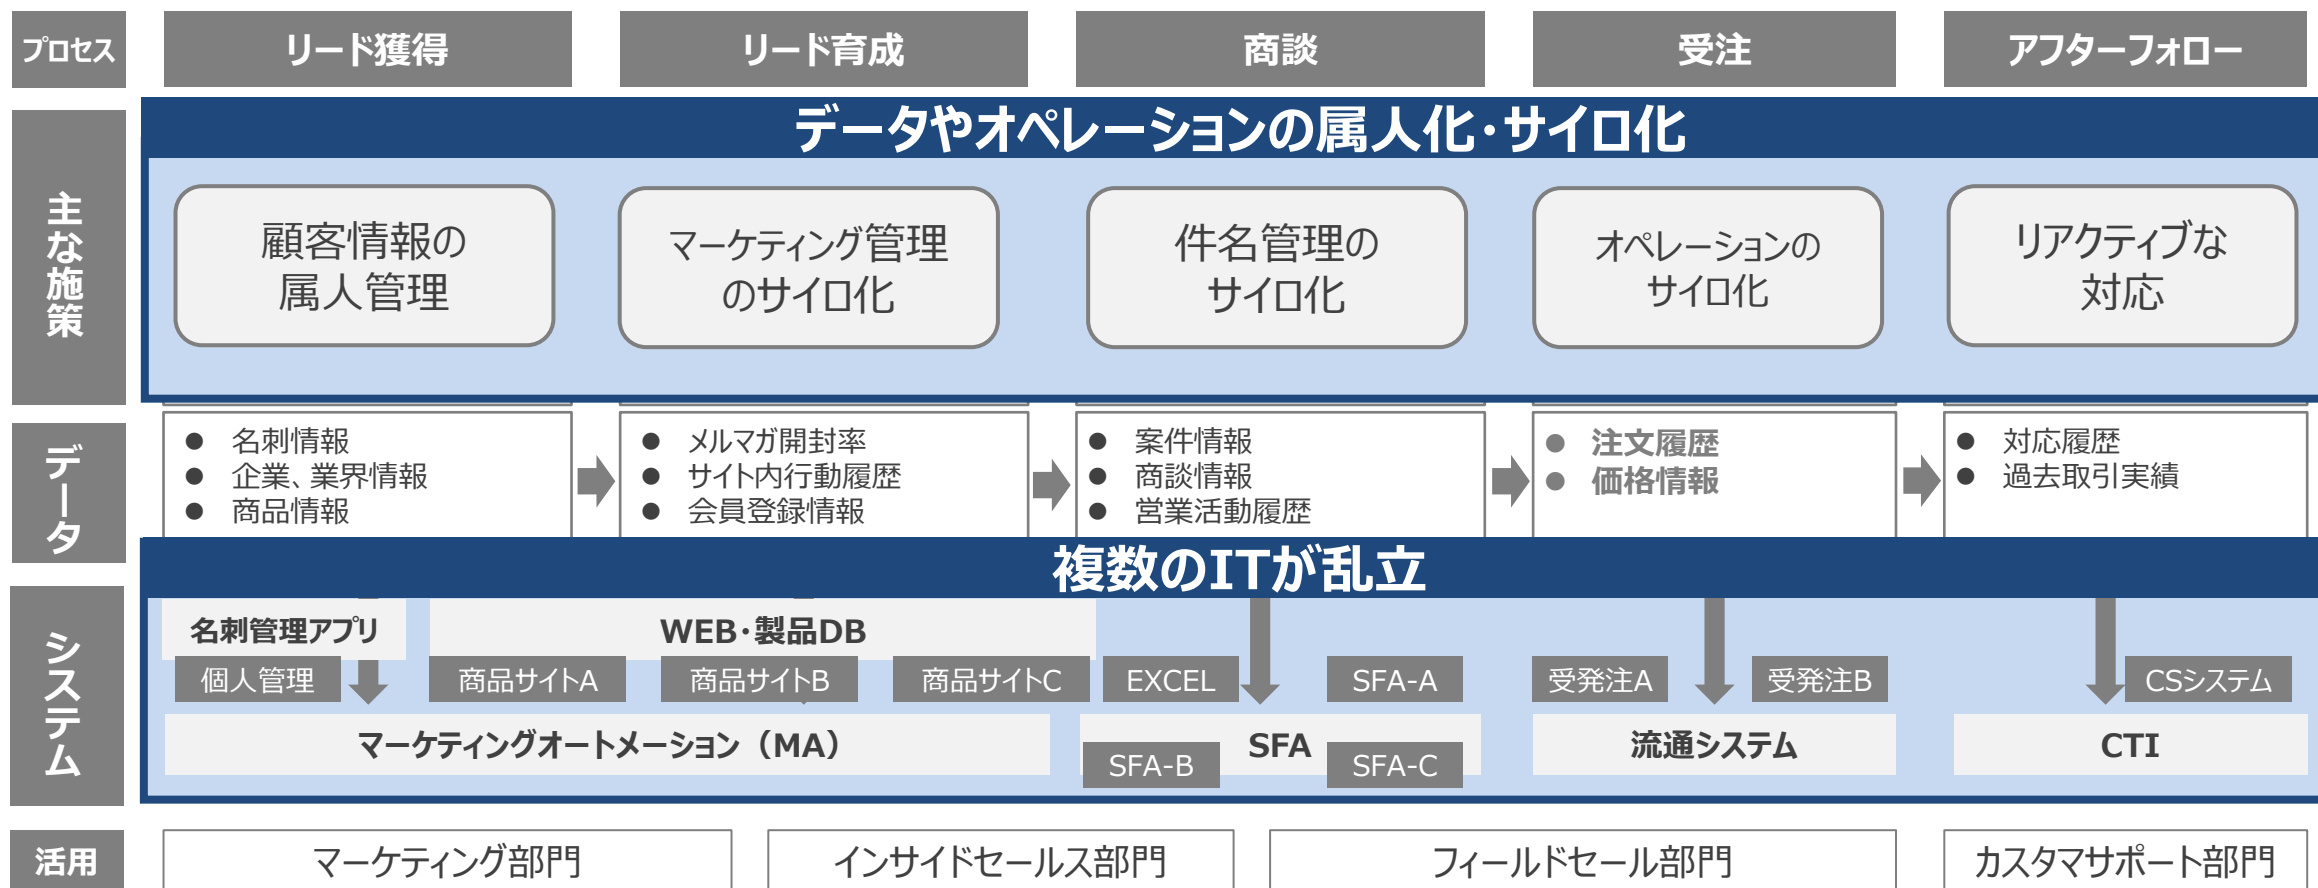 プロセス
リード獲得
リード育成
商談
受注
アフターフォロー
データやオペレーションの属人化・サイロ化
主な施策
顧客情報の
属人管理
マーケティング管理
のサイロ化
件名管理の
サイロ化
オペレーションの
サイロ化
リアクティブな
対応
データ
● 名刺情報
● 企業、業界情報
● 商品情報
● メルマガ開封率
● サイト内行動履歴
● 会員登録情報
● 案件情報
● 商談情報
● 営業活動履歴
● 注文履歴
● 価格情報
● 対応履歴
● 過去取引実績
複数のITが乱立
システム
名刺管理アプリ
WEB・製品DB
個人管理
商品サイトA
商品サイトB
商品サイトC
EXCEL
SFA-A
受発注A
受発注B
CSシステム
マーケティングオートメーション（MA）
SFA
SFA-B
SFA-C
流通システム
CTI
活用
マーケティング部門
インサイドセールス部門
フィールドセール部門
カスタマサポート部門